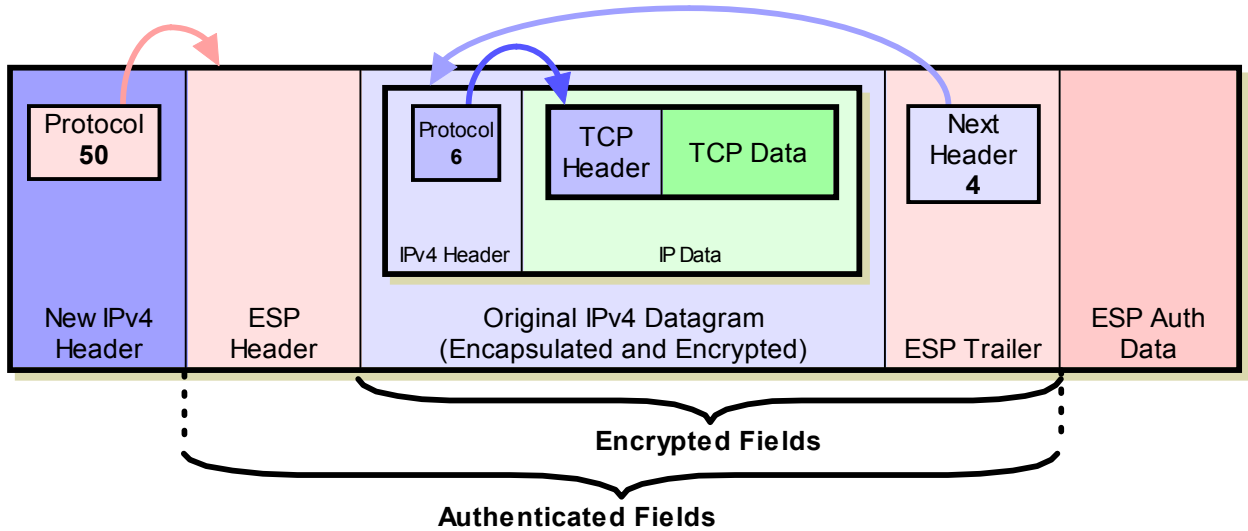 Protocol
50
Protocol
6
TCP
Header
TCP Data
Next
Header
4
IPv4 Header
IP Data
New IPv4
Header
ESP
Header
Original IPv4 Datagram
(Encapsulated and Encrypted)
ESP Trailer
ESP Auth
Data
Encrypted Fields
Authenticated Fields